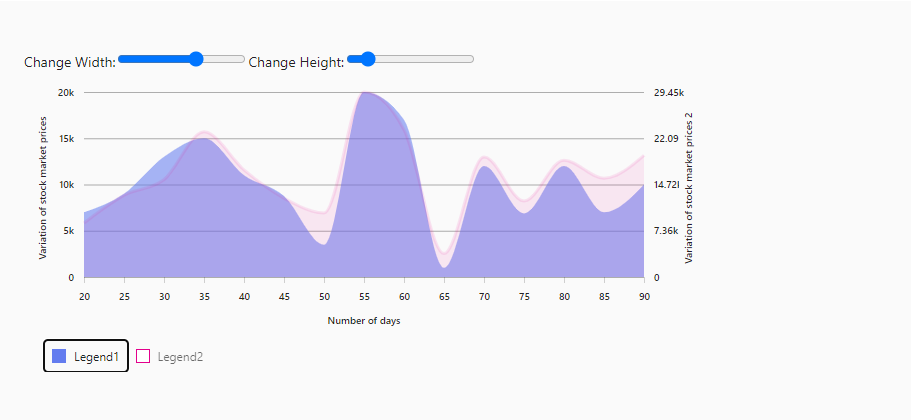 Change Width: Change Height:
20k
15k
10k
5k
0
Variation of stock market prices
29.45k
22.09
14.72
7.36k
0
Variation of stock market prices 2
20 25 30 35 40 45 50 55 60 65 70 75 80 85 90
Number of days
Legend1 Legend2